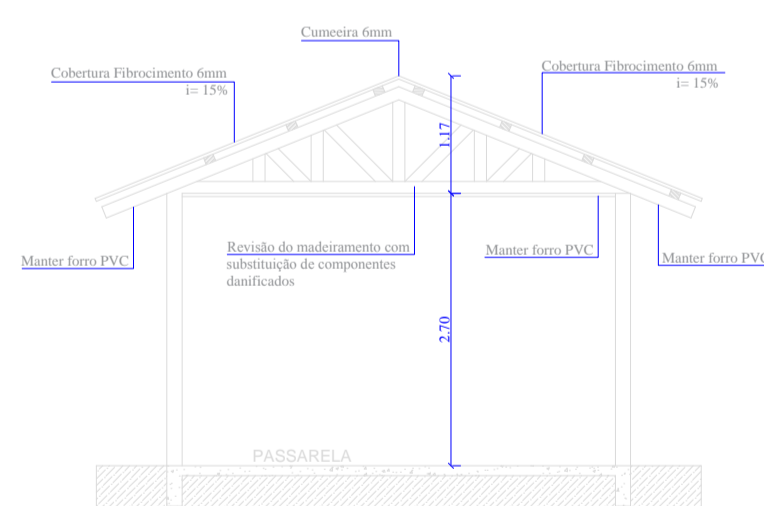 Cumeeira 6mm
Cobertura Fibrocimento 6mm
i= 15%
Cobertura Fibrocimento 6mm
i= 15%
1.17
Manter forro PVC
Revisão do madeiramento com
substituição de componentes
danificados
Manter forro PVC
Manter forro PVC
2.70
PASSARELA